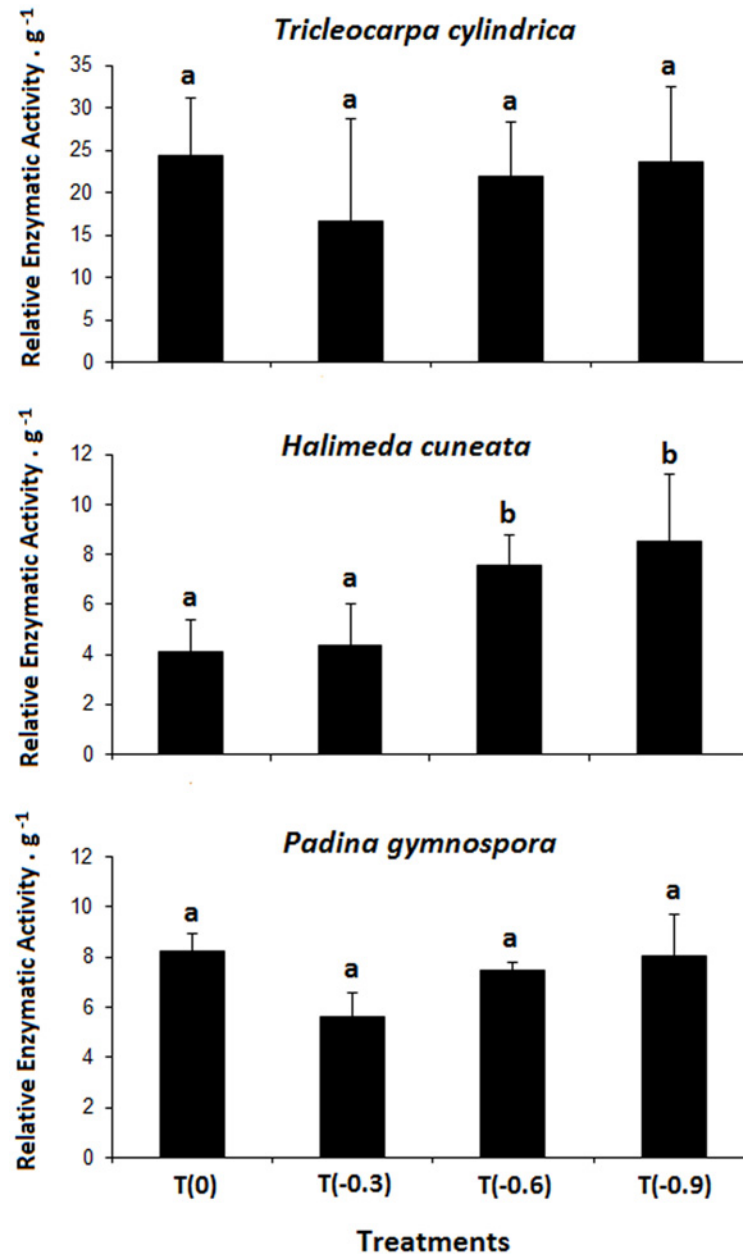 Tricleocarpa cylindrica
Relative Enzymatic Activity . g⁻¹
35
30
25
20
15
10
5
0
a
a
a
a
Halimeda cuneata
Relative Enzymatic Activity . g⁻¹
12
10
8
6
4
2
0
a
a
b
b
Padina gymnospora
Relative Enzymatic Activity . g⁻¹
12
10
8
6
4
2
0
a
a
a
a
T(0) T(-0.3) T(-0.6) T(-0.9)
Treatments